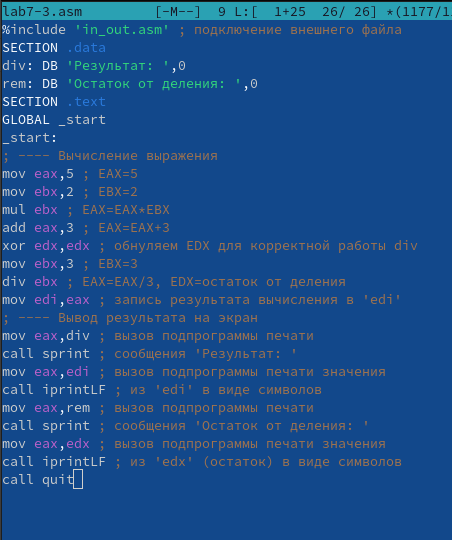 lab7-3.asm [-M--] 9 L:[ 1+25 26/ 26] *(1177/1
%include 'in_out.asm' ; подключение внешнего файла
SECTION .data
div: DB 'Результат: ',0
rem: DB 'Остаток от деления: ',0
SECTION .text
GLOBAL _start
_start:
; ---- Вычисление выражения
mov eax,5 ; EAX=5
mov ebx,2 ; EBX=2
mul ebx ; EAX=EAX*EBX
add eax,3 ; EAX=EAX+3
xor edx,edx ; обнуляем EDX для корректной работы div
mov ebx,3 ; EBX=3
div ebx ; EAX=EAX/3, EDX=остаток от деления
mov edi,eax ; запись результата вычисления в 'edi'
; ---- Вывод результата на экран
mov eax,div ; вызов подпрограммы печати
call sprint ; сообщения 'Результат: '
mov eax,edi ; вызов подпрограммы печати значения
call iprintLF ; из 'edi' в виде символов
mov eax,rem ; вызов подпрограммы печати
call sprint ; сообщения 'Остаток от деления: '
mov eax,edx ; вызов подпрограммы печати значения
call iprintLF ; из 'edx' (остаток) в виде символов
call quit